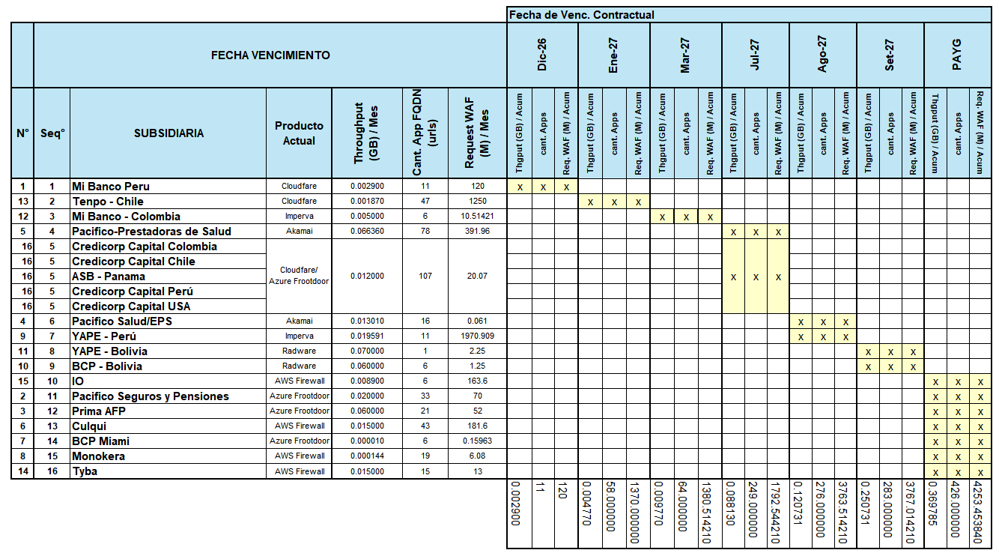 Fecha de Venc. Contractual
FECHA VENCIMIENTO
Dic-26
Ene-27
Mar-27
Jul-27
Ago-27
Set-27
PAYG
N° Seq° SUBSIDIARIA
Producto
Actual
Throughput
(GB) / Mes
Cant. App FQDN
(urls)
Request WAF
(M) / Mes
Thgput (GB) / Acum
cant. Apps
Req. WAF (M) / Acum
Thgput (GB) / Acum
cant. Apps
Req. WAF (M) / Acum
Thgput (GB) / Acum
cant. Apps
Req. WAF (M) / Acum
Thgput (GB) / Acum
cant. Apps
Req. WAF (M) / Acum
Thgput (GB) / Acum
cant. Apps
Req. WAF (M) / Acum
Thgput (GB) / Acum
cant. Apps
Req. WAF (M) / Acum
Thgput (GB) / Acum
cant. Apps
Req. WAF (M) / Acum
1 1 Mi Banco Peru Cloudfare 0.002900 11 120 x x x
13 2 Tenpo - Chile Cloudfare 0.001870 47 1250 x x x
12 3 Mi Banco - Colombia Imperva 0.005000 6 10.51421 x x x
5 4 Pacifico-Prestadoras de Salud Akamai 0.066360 78 391.96 x x x
16 5 Credicorp Capital Colombia
16 5 Credicorp Capital Chile
16 5 ASB - Panama
16 5 Credicorp Capital Perú
16 5 Credicorp Capital USA
Cloudfare/
Azure Frootdoor
0.012000 107 20.07 x x x
4 6 Pacifico Salud/EPS Akamai 0.013010 16 0.061 x x x
9 7 YAPE - Perú Imperva 0.019591 11 1970.909 x x x
11 8 YAPE - Bolivia Radware 0.070000 1 2.25 x x x
10 9 BCP - Bolivia Radware 0.060000 6 1.25 x x x
15 10 IO AWS Firewall 0.008900 6 163.6 x x x
2 11 Pacifico Seguros y Pensiones Azure Frootdoor 0.020000 33 70 x x x
3 12 Prima AFP Azure Frootdoor 0.060000 21 52 x x x
6 13 Culqui AWS Firewall 0.015000 43 181.6 x x x
7 14 BCP Miami Azure Frootdoor 0.000010 6 0.15963 x x x
8 15 Monokera AWS Firewall 0.000144 19 6.08 x x x
14 16 Tyba AWS Firewall 0.015000 15 13 x x x
0.002900
11
120
0.004770
58.000000
1370.000000
0.009770
64.000000
1380.514210
0.088130
249.000000
1792.544210
0.120731
276.000000
3763.514210
0.250731
283.000000
3767.014210
0.369785
426.000000
4253.453840